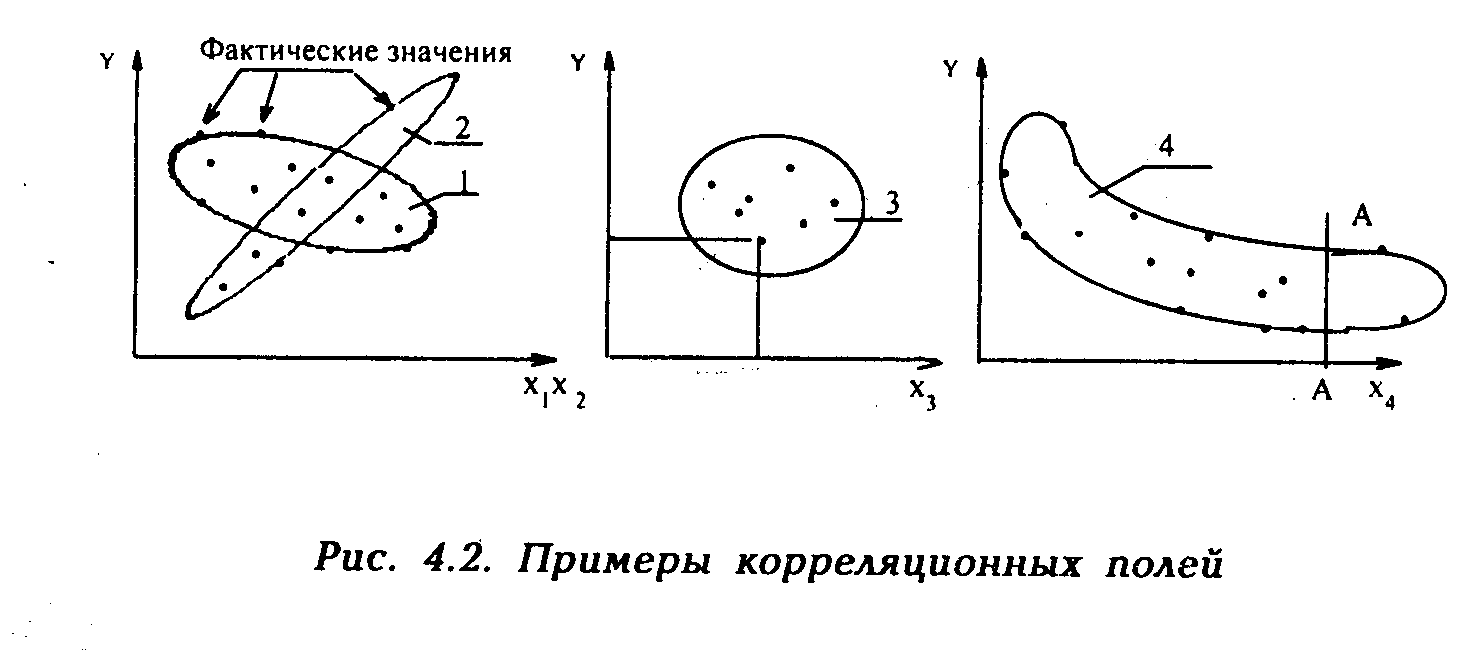 Фактические значения
Y
2
1
X₁X₂
Y
3
X₃
Y
4
A
A
X₄
Рис. 4.2. Примеры корреляционных полей